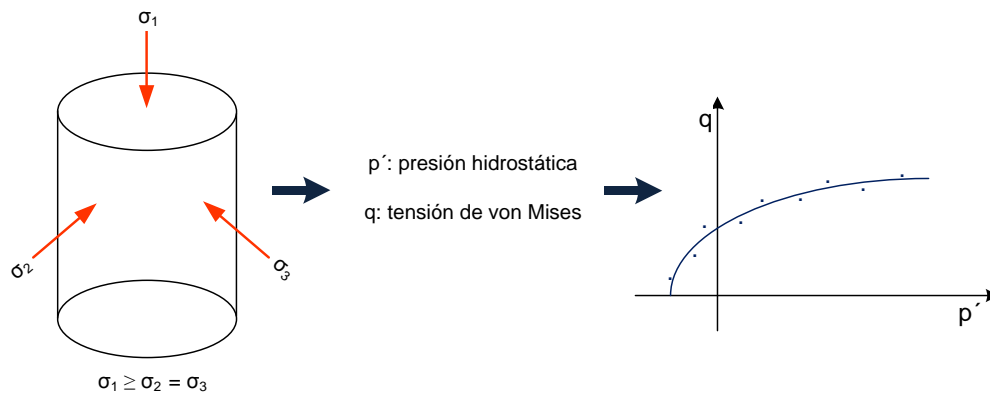 σ1
σ2
σ3
σ1 ≥ σ2 = σ3
p´: presión hidrostática
q: tensión de von Mises
q
p´